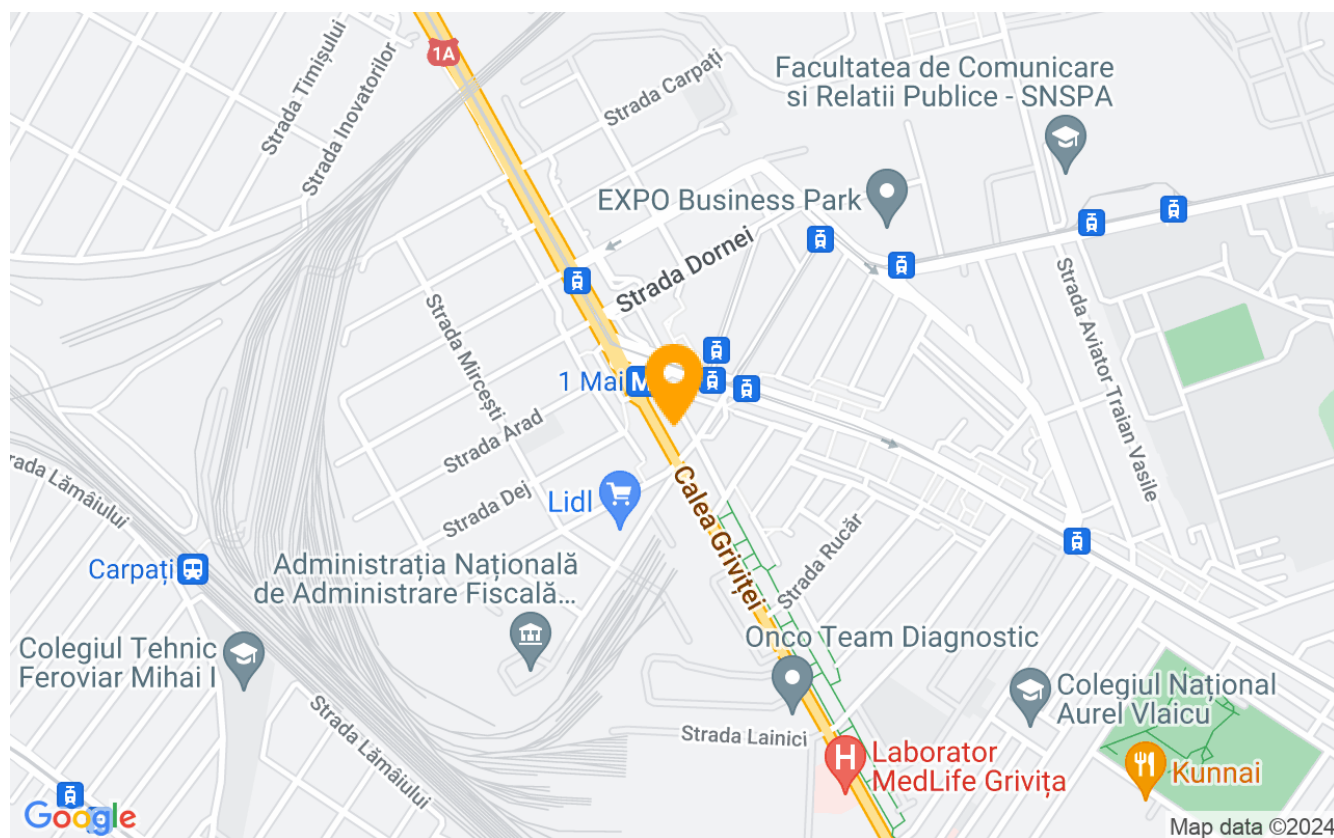 1A
Strada Timișului
Strada Inovatorilor
Strada Carpați
Facultatea de Comunicare
si Relatii Publice - SNSPA
EXPO Business Park
Strada Dornei
Strada Aviator Traian Vasile
Strada Mircești
1 Mai
M
Strada Arad
Strada Dej
Lidl
Calea Griviței
Strada Rucăr
rada Lămâiului
Carpați
Administrația Națională
de Administrare Fiscală...
Colegiul Tehnic
Feroviar Mihai I
Onco Team Diagnostic
Colegiul Național
Aurel Vlaicu
Strada Lămâiului
Strada Lainici
H
Laborator
MedLife Grivița
Kunnai
Google
Map data ©2024